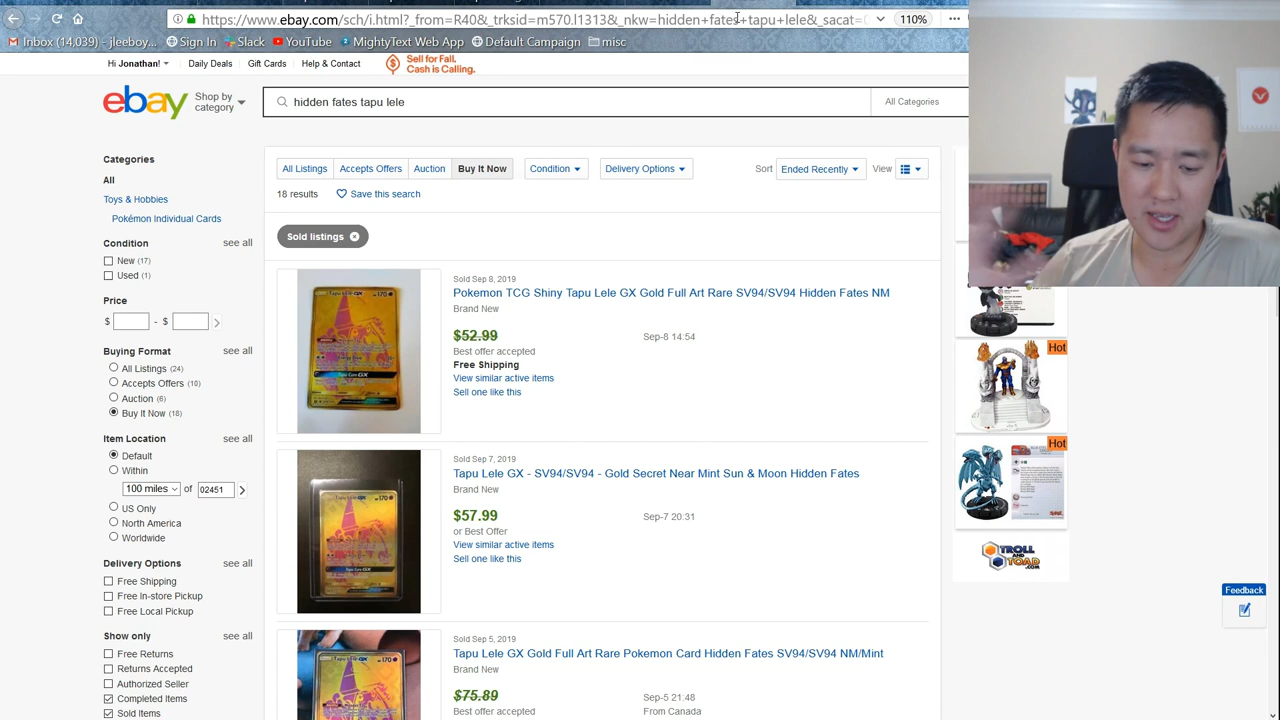 https://www.ebay.com/sch/i.html?_from=R40&_trksid=m570.l1313&_nkw=hidden+fates+tapu+lele&_sacat=
110%
Inbox (14,039) - jleeboy...
Sign In
Slack
YouTube
MightyText Web App
Default Campaign
misc
Hi Jonathan!
Daily Deals
Gift Cards
Help & Contact
Sell for Fall.
Cash is Calling.
ebay
Shop by
category
hidden fates tapu lele
All Categories
Categories
All
Toys & Hobbies
Pokémon Individual Cards
Condition
see all
New (17)
Used (1)
Price
$ - $
Buying Format
see all
All Listings (24)
Accepts Offers (10)
Auction (6)
Buy It Now (18)
Item Location
see all
Default
Within
100 miles of 02451
US Only
North America
Worldwide
Delivery Options
see all
Free Shipping
Free In-store Pickup
Free Local Pickup
Show only
see all
Free Returns
Returns Accepted
Authorized Seller
Completed Items
Sold Items
All Listings
Accepts Offers
Auction
Buy It Now
Condition
Delivery Options
Sort
Ended Recently
View
18 results
Save this search
Sold listings
Sold Sep 8, 2019
Pokemon TCG Shiny Tapu Lele GX Gold Full Art Rare SV94/SV94 Hidden Fates NM
Brand New
$52.99
Sep-8 14:54
Best offer accepted
Free Shipping
View similar active items
Sell one like this
Sold Sep 7, 2019
Tapu Lele GX - SV94/SV94 - Gold Secret Near Mint Sun & Moon Hidden Fates
Brand New
$57.99
Sep-7 20:31
or Best Offer
View similar active items
Sell one like this
Sold Sep 5, 2019
Tapu Lele GX Gold Full Art Rare Pokemon Card Hidden Fates SV94/SV94 NM/Mint
Brand New
$75.89
Sep-5 21:48
Best offer accepted
From Canada
Hot
Hot
TROLL
AND
TOAD
.COM
Feedback